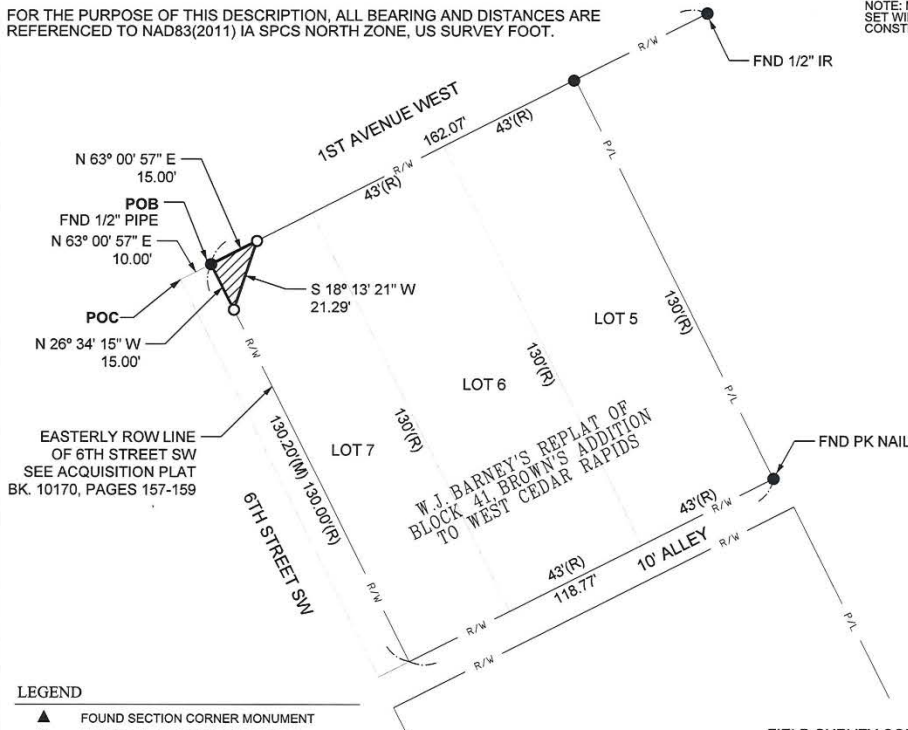 FOR THE PURPOSE OF THIS DESCRIPTION, ALL BEARING AND DISTANCES ARE
REFERENCED TO NAD83(2011) IA SPCS NORTH ZONE, US SURVEY FOOT.
NOTE:
CONST
FND 1/2" IR
1ST AVENUE WEST
162.07'
43'(R)
R/W
R/W
43'(R)
P/L
N 63° 00' 57" E
15.00'
POB
FND 1/2" PIPE
N 63° 00' 57" E
10.00'
POC
N 26° 34' 15" W
15.00'
S 18° 13' 21" W
21.29'
R/W
LOT 5
130'(R)
LOT 6
130'(R)
P/L
LOT 7
130'(R)
EASTERLY ROW LINE
OF 6TH STREET SW
SEE ACQUISITION PLAT
BK. 10170, PAGES 157-159
130.20'(M) 130.00'(R)
6TH STREET SW
R/W
W.J. BARNEY'S REPLAT OF
BLOCK 41, BROWN'S ADDITION
TO WEST CEDAR RAPIDS
FND PK NAIL
43'(R)
43'(R)
118.77'
10' ALLEY
R/W
R/W
R/W
P/L
LEGEND
FOUND SECTION CORNER MONUMENT